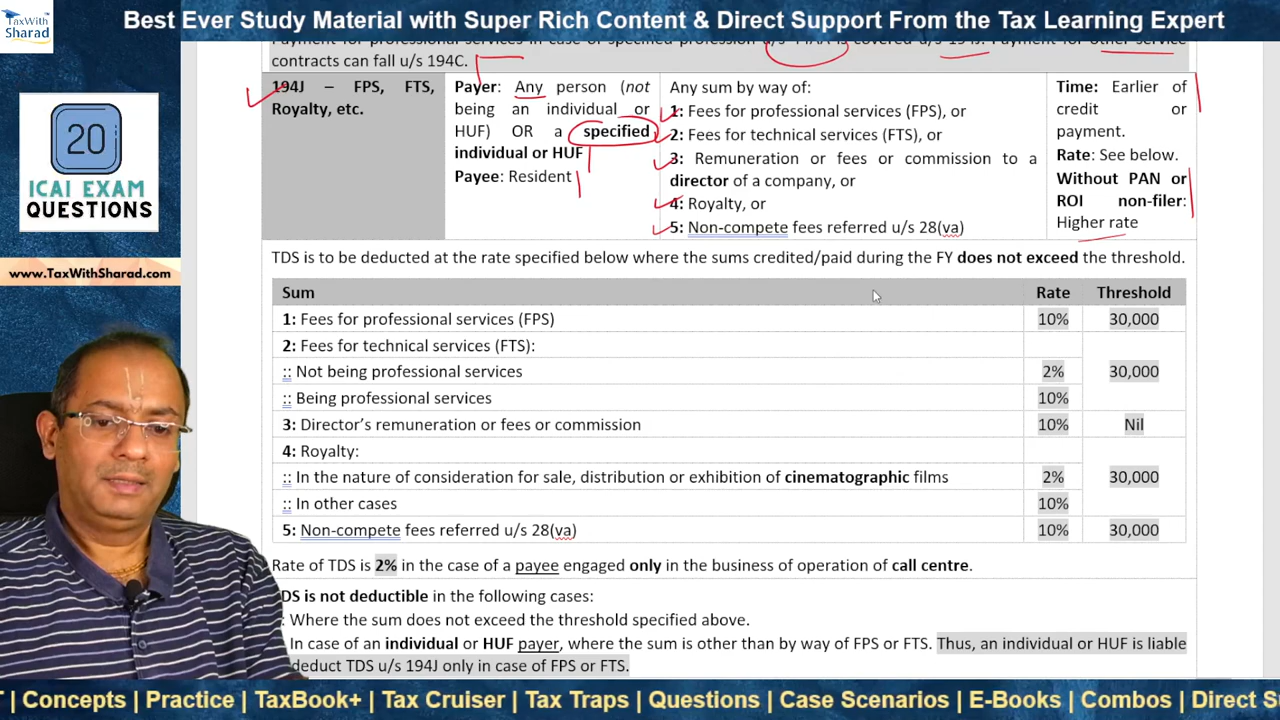 Best Ever Study Material with Super Rich Content & Direct Support From the Tax Learning Expert
TaxWith
Sharad
contracts can fall u/s 194C.
194J – FPS, FTS,
Royalty, etc.
Payer: Any person (not
being an individual or
HUF) OR a specified
individual or HUF
Payee: Resident
Any sum by way of:
1: Fees for professional services (FPS), or
2: Fees for technical services (FTS), or
3: Remuneration or fees or commission to a
director of a company, or
4: Royalty, or
5: Non-compete fees referred u/s 28(va)
Time: Earlier of
credit or
payment.
Rate: See below.
Without PAN or
ROI non-filer:
Higher rate
20
ICAI EXAM
QUESTIONS
www.TaxWithSharad.com
TDS is to be deducted at the rate specified below where the sums credited/paid during the FY does not exceed the threshold.
Sum Rate Threshold
1: Fees for professional services (FPS) 10% 30,000
2: Fees for technical services (FTS):
:: Not being professional services 2% 30,000
:: Being professional services 10%
3: Director’s remuneration or fees or commission 10% Nil
4: Royalty:
:: In the nature of consideration for sale, distribution or exhibition of cinematographic films 2% 30,000
:: In other cases 10%
5: Non-compete fees referred u/s 28(va) 10% 30,000
Rate of TDS is 2% in the case of a payee engaged only in the business of operation of call centre.
DS is not deductible in the following cases:
: Where the sum does not exceed the threshold specified above.
In case of an individual or HUF payer, where the sum is other than by way of FPS or FTS. Thus, an individual or HUF is liable
deduct TDS u/s 194J only in case of FPS or FTS.
T | Concepts | Practice | TaxBook+ | Tax Cruiser | Tax Traps | Questions | Case Scenarios | E-Books | Combos | Direct S